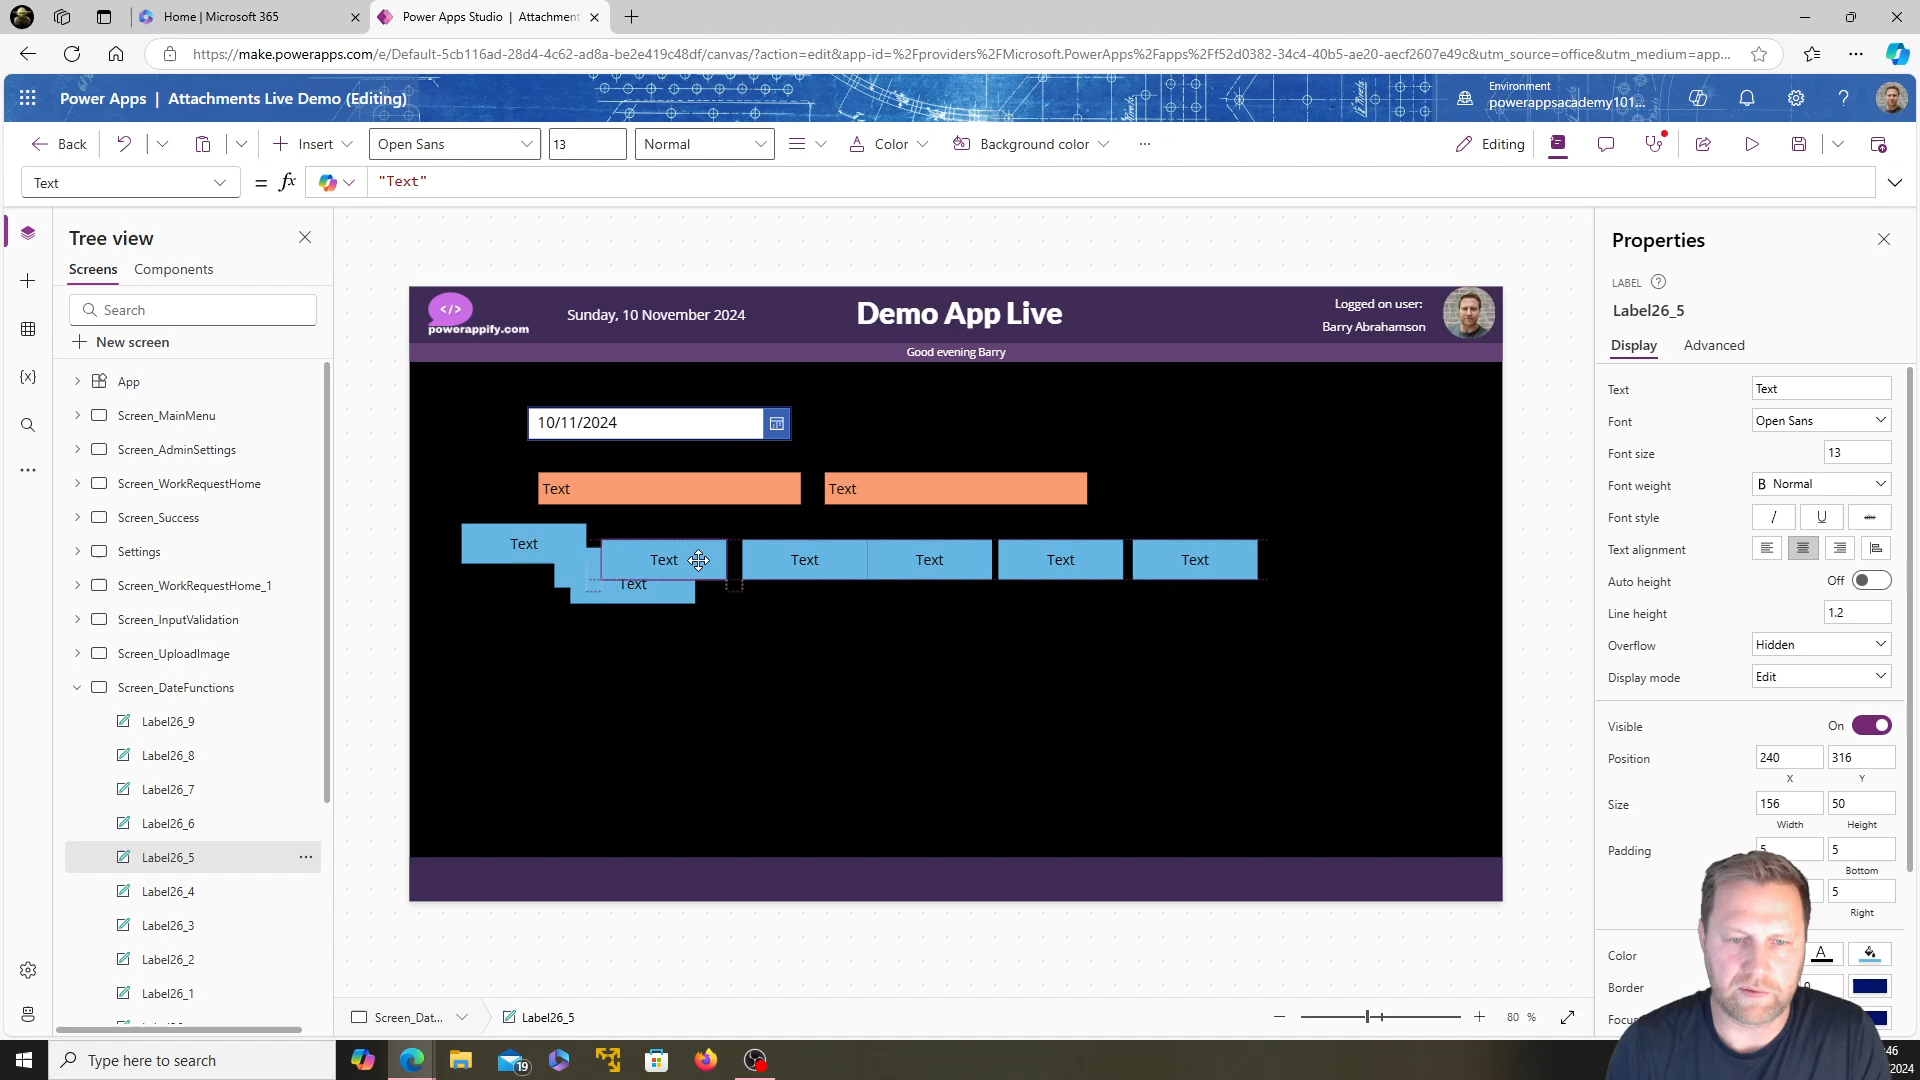 Home | Microsoft 365
Power Apps Studio | Attachment
https://make.powerapps.com/e/Default-5cb116ad-28d4-4c62-ad8a-be2e419c48df/canvas/?action=edit&app-id=%2Fproviders%2FMicrosoft.PowerApps%2Fapps%2Ff52d0382-34c4-40b5-ae20-aecf2607e49c&utm_source=office&utm_medium=app...
Power Apps | Attachments Live Demo (Editing)
Environment
powerappsacademy101...
Back
Insert
Open Sans
13
Normal
Color
Background color
Editing
Text
= fx
"Text"
Tree view
Screens Components
Search
New screen
App
Screen_MainMenu
Screen_AdminSettings
Screen_WorkRequestHome
Screen_Success
Settings
Screen_WorkRequestHome_1
Screen_InputValidation
Screen_UploadImage
Screen_DateFunctions
Label26_9
Label26_8
Label26_7
Label26_6
Label26_5
Label26_4
Label26_3
Label26_2
Label26_1
</>
powerappify.com
Sunday, 10 November 2024
Demo App Live
Logged on user:
Barry Abrahamson
Good evening Barry
10/11/2024
Text Text
Text
Text Text Text Text Text
Text
Screen_Dat...
Label26_5
80 %
Properties
LABEL ?
Label26_5
Display Advanced
Text Text
Font Open Sans
Font size 13
Font weight B Normal
Font style / U
Text alignment
Auto height Off
Line height 1.2
Overflow Hidden
Display mode Edit
Visible On
Position 240 316
X Y
Size 156 50
Width Height
Padding 5 5
Bottom
5
Right
Color A
Border 0
Focus
Type here to search
19
:46
2024